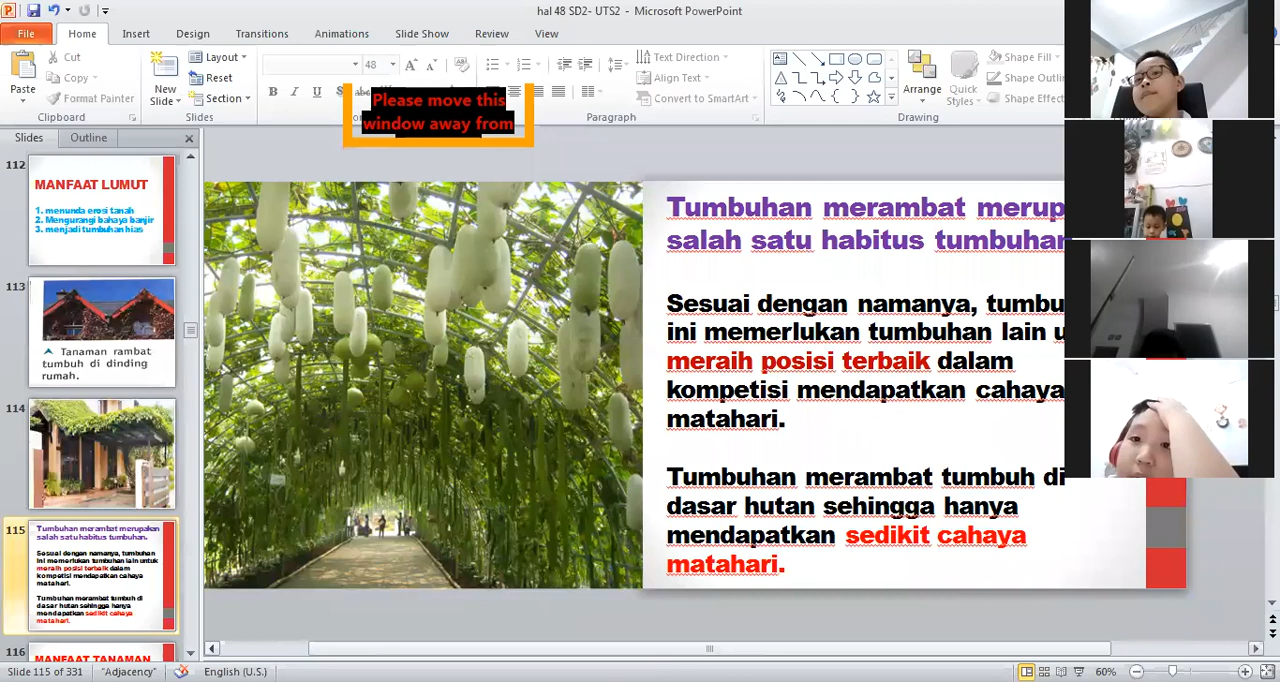 hal 48 SD2- UTS2 - Microsoft PowerPoint
File Home Insert Design Transitions Animations Slide Show Review View
Paste
Cut
Copy
Format Painter
Clipboard
New
Slide
Layout
Reset
Section
Slides
48
B I U S
Please move this
window away from
Paragraph
Text Direction
Align Text
Convert to SmartArt
Arrange
Quick
Styles
Shape Fill
Shape Outli
Shape Effect
Drawing
Slides Outline
112
MANFAAT LUMUT
1. menunda erosi tanah
2. Mengurangi bahaya banjir
3. menjadi tumbuhan hias
113
Tanaman rambat
tumbuh di dinding
rumah.
114
115
Tumbuhan merambat merupakan
salah satu habitus tumbuhan.
Sesuai dengan namanya, tumbuhan
ini memerlukan tumbuhan lain untuk
meraih posisi terbaik dalam
kompetisi mendapatkan cahaya
matahari.
Tumbuhan merambat tumbuh di
dasar hutan sehingga hanya
mendapatkan sedikit cahaya
matahari.
116
MANFAAT TANAMAN
Tumbuhan merambat merupa
salah satu habitus tumbuhan
Sesuai dengan namanya, tumbu
ini memerlukan tumbuhan lain u
meraih posisi terbaik dalam
kompetisi mendapatkan cahaya
matahari.
Tumbuhan merambat tumbuh di
dasar hutan sehingga hanya
mendapatkan sedikit cahaya
matahari.
Slide 115 of 331 "Adjacency" English (U.S.) 60%